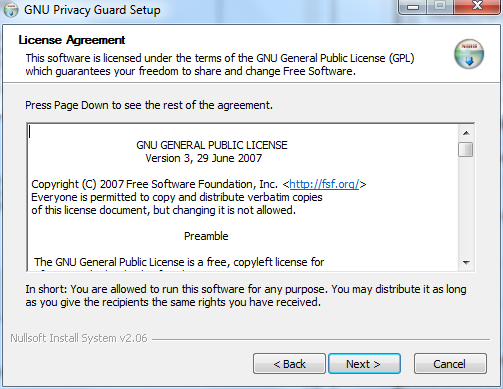 GNU Privacy Guard Setup
License Agreement
This software is licensed under the terms of the GNU General Public License (GPL)
which guarantees your freedom to share and change Free Software.
Press Page Down to see the rest of the agreement.
GNU GENERAL PUBLIC LICENSE
Version 3, 29 June 2007
Copyright (C) 2007 Free Software Foundation, Inc. <http://fsf.org/>
Everyone is permitted to copy and distribute verbatim copies
of this license document, but changing it is not allowed.
Preamble
The GNU General Public License is a free, copyleft license for
In short: You are allowed to run this software for any purpose. You may distribute it as long
as you give the recipients the same rights you have received.
Nullsoft Install System v2.06
< Back
Next >
Cancel